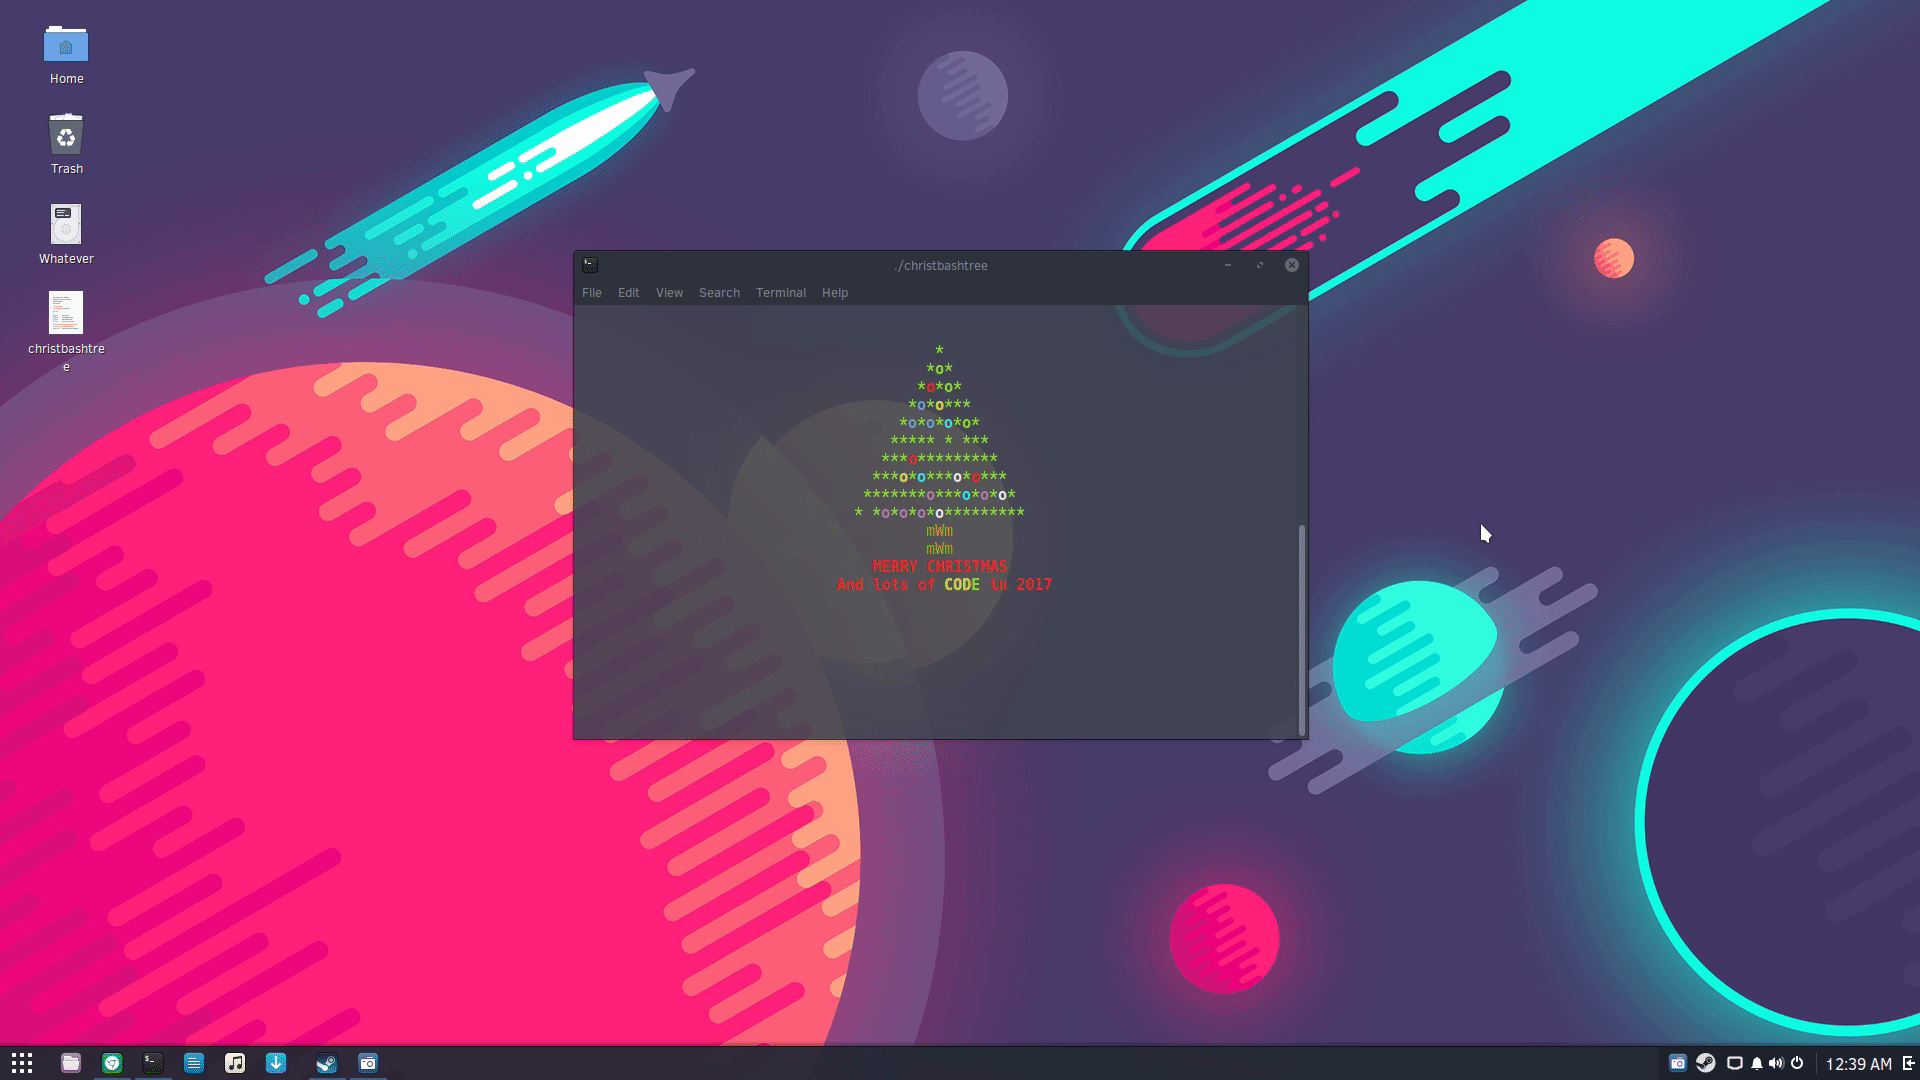 Home
Trash
Whatever
christbashtre
e
./christbashtree
File Edit View Search Terminal Help
*
*o*
*o*o*
*o*o***
*o*o*o*o*
***** * ***
***o*********
***o*o***o*o***
*******o***o*o*o*
* *o*o*o*o*********
mWm
mWm
MERRY CHRISTMAS
And lots of CODE in 2017
12:39 AM